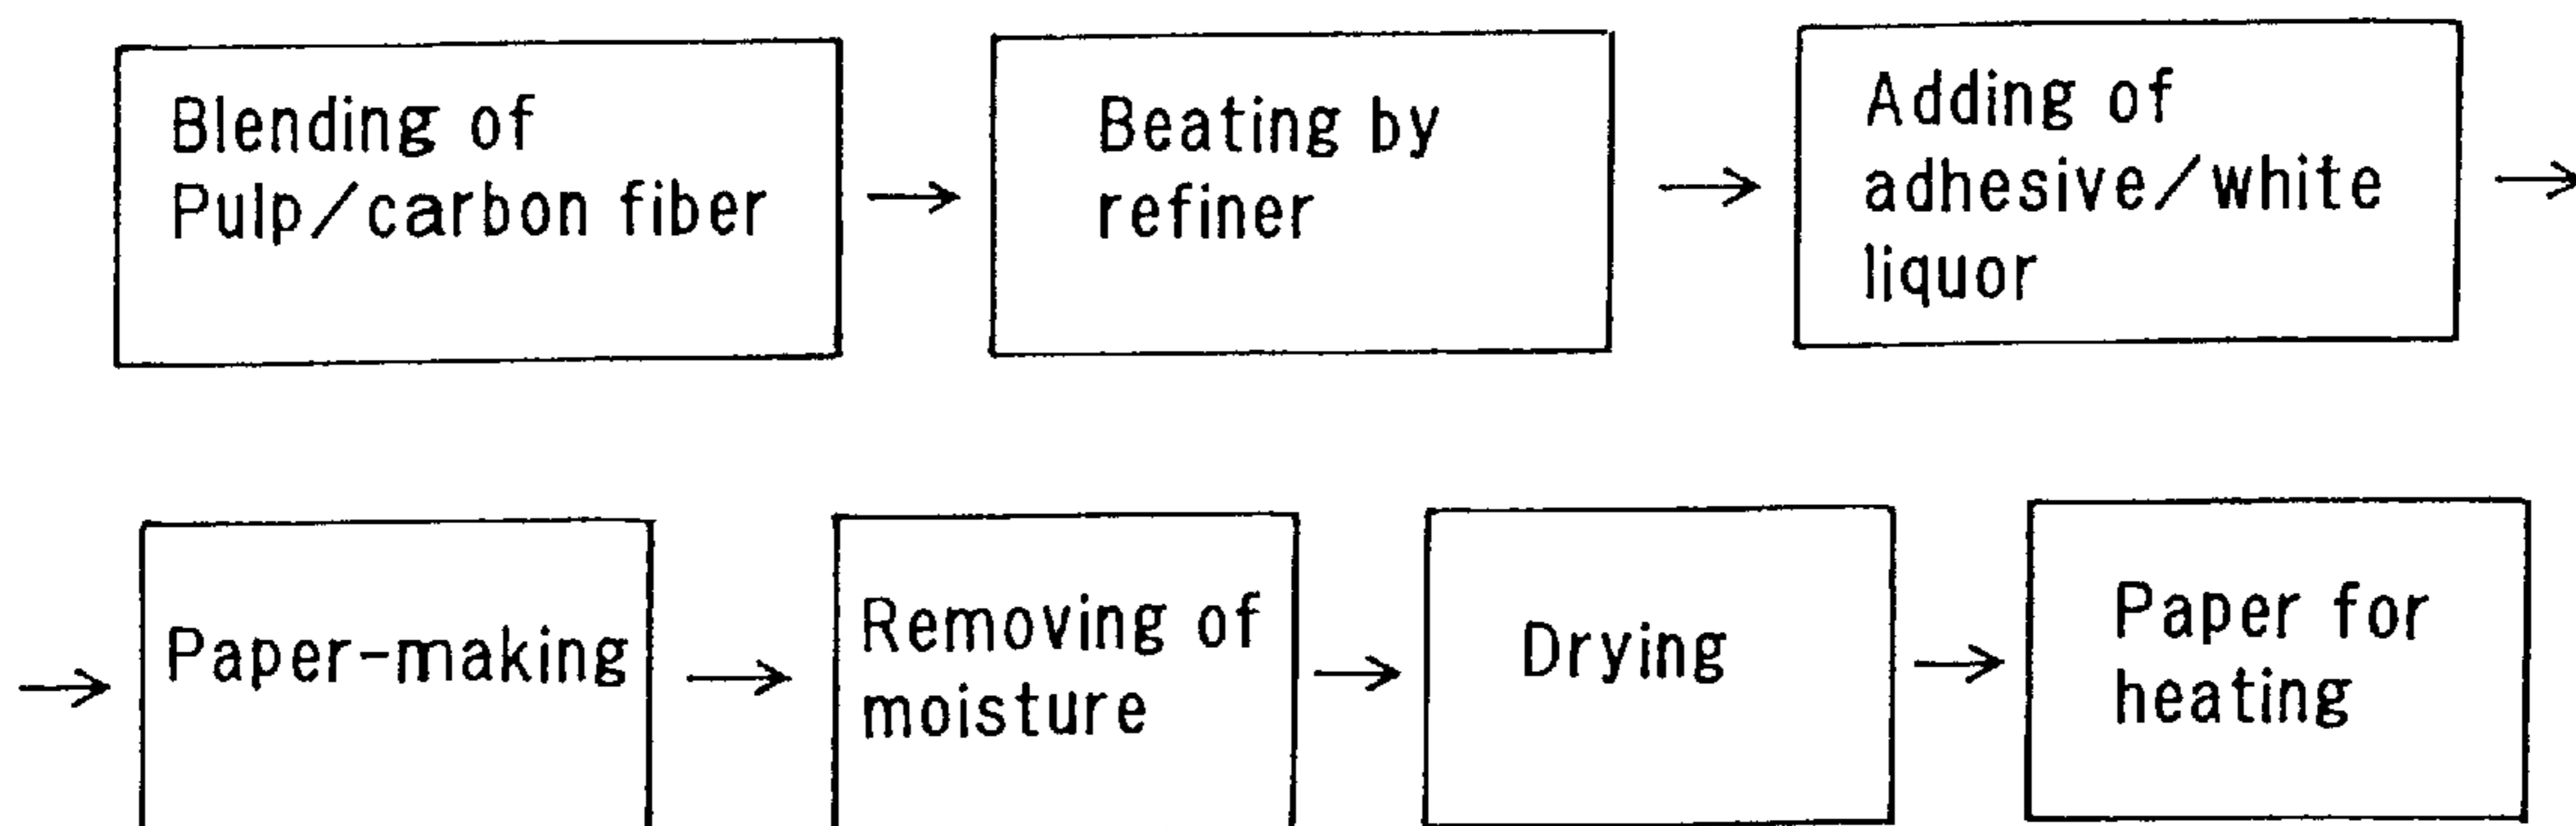 Blending of
Pulp/carbon fiber
Beating by
refiner
Adding of
adhesive/white
liquor
Paper-making
Removing of
moisture
Drying
Paper for
heating